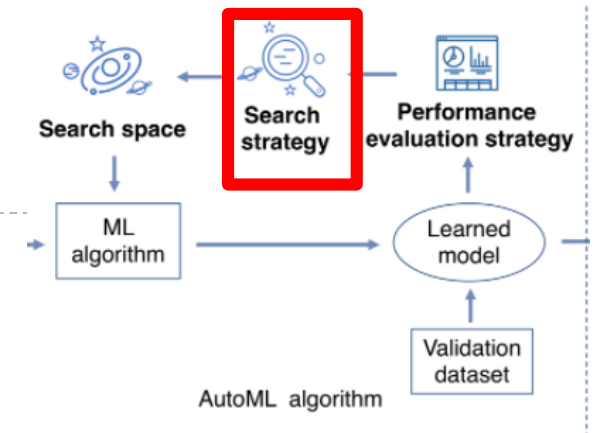 Search space
Search
strategy
Performance
evaluation strategy
ML
algorithm
Learned
model
Validation
dataset
AutoML algorithm